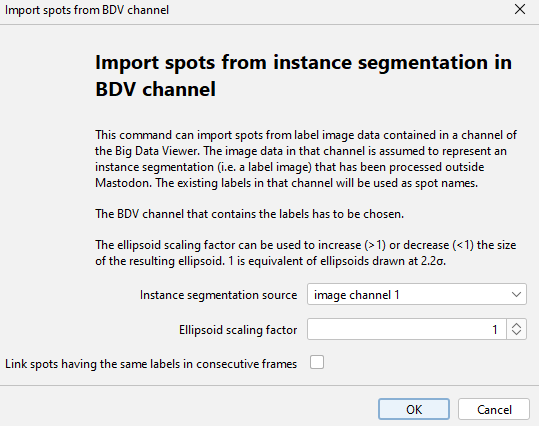 Import spots from BDV channel
Import spots from instance segmentation in
BDV channel
This command can import spots from label image data contained in a channel of
the Big Data Viewer. The image data in that channel is assumed to represent an
instance segmentation (i.e. a label image) that has been processed outside
Mastodon. The existing labels in that channel will be used as spot names.
The BDV channel that contains the labels has to be chosen.
The ellipsoid scaling factor can be used to increase (>1) or decrease (<1) the size
of the resulting ellipsoid. 1 is equivalent of ellipsoids drawn at 2.2σ.
Instance segmentation source image channel 1
Ellipsoid scaling factor 1
Link spots having the same labels in consecutive frames
OK Cancel